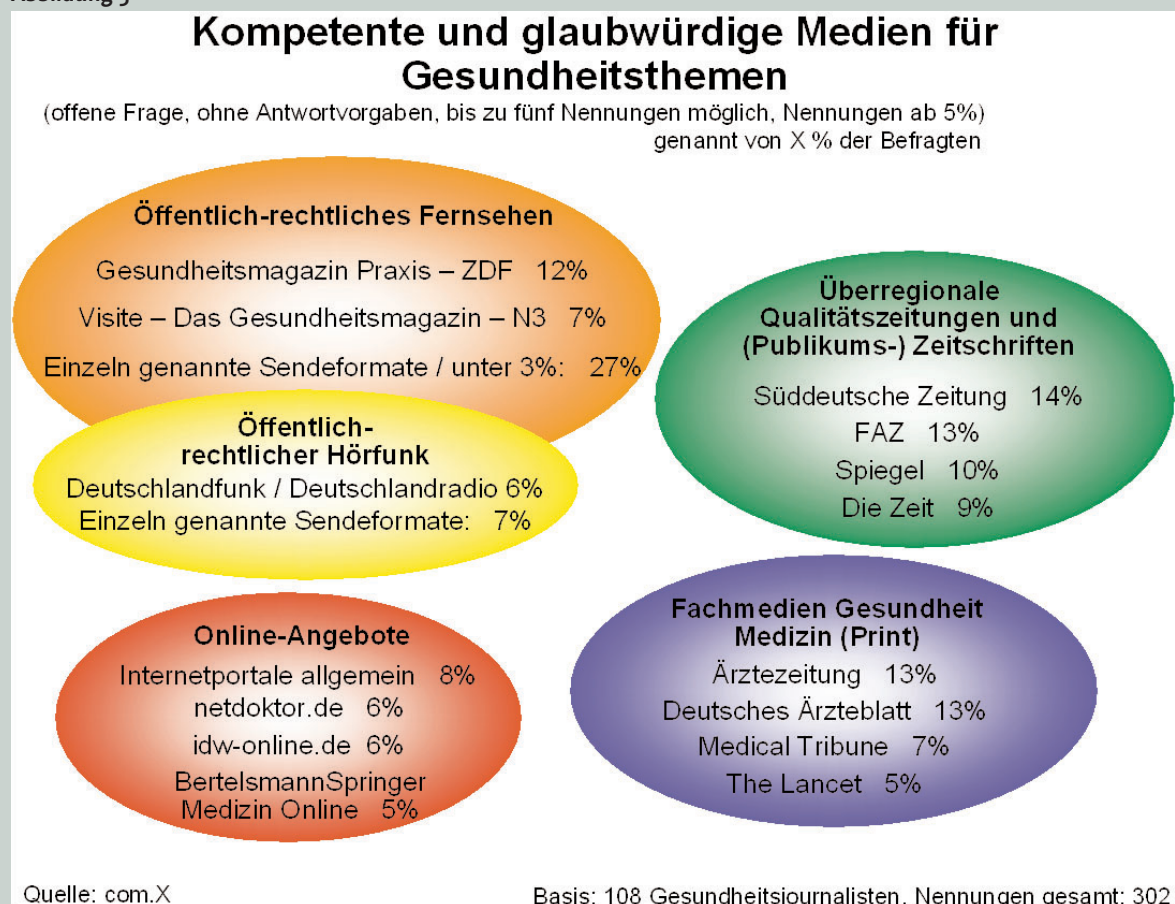 Abbildung 5
Kompetente und glaubwürdige Medien für
Gesundheitsthemen
(offene Frage, ohne Antwortvorgaben, bis zu fünf Nennungen möglich, Nennungen ab 5%)
genannt von X % der Befragten
Öffentlich-rechtliches Fernsehen
Gesundheitsmagazin Praxis – ZDF 12%
Visite – Das Gesundheitsmagazin – N3 7%
Einzeln genannte Sendeformate / unter 3%: 27%
Öffentlich-
rechtlicher Hörfunk
Deutschlandfunk / Deutschlandradio 6%
Einzeln genannte Sendeformate: 7%
Überregionale
Qualitätszeitungen und
(Publikums-) Zeitschriften
Süddeutsche Zeitung 14%
FAZ 13%
Spiegel 10%
Die Zeit 9%
Online-Angebote
Internetportale allgemein 8%
netdoktor.de 6%
idw-online.de 6%
BertelsmannSpringer
Medizin Online 5%
Fachmedien Gesundheit
Medizin (Print)
Ärztezeitung 13%
Deutsches Ärzteblatt 13%
Medical Tribune 7%
The Lancet 5%
Quelle: com.X
Basis: 108 Gesundheitsjournalisten, Nennungen gesamt: 302